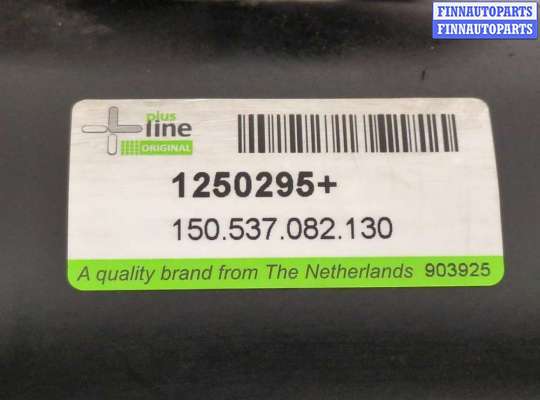 FINNAUTOPARTS
FINNAUTOPARTS
plus
line
ORIGINAL
1250295+
150.537.082.130
A quality brand from The Netherlands 903925